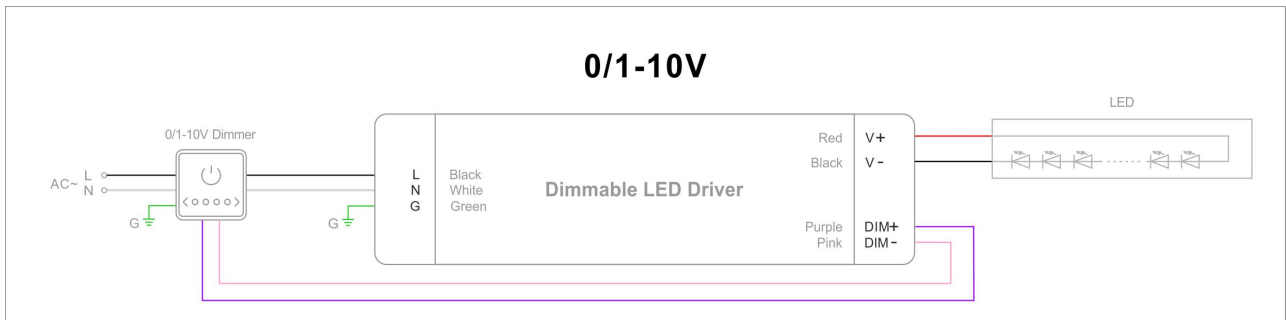 0/1-10V
LED
0/1-10V Dimmer
AC~ L
N
G
G
L Black
N White
G Green
Dimmable LED Driver
Red V+
Black V-
Purple DIM+
Pink DIM-